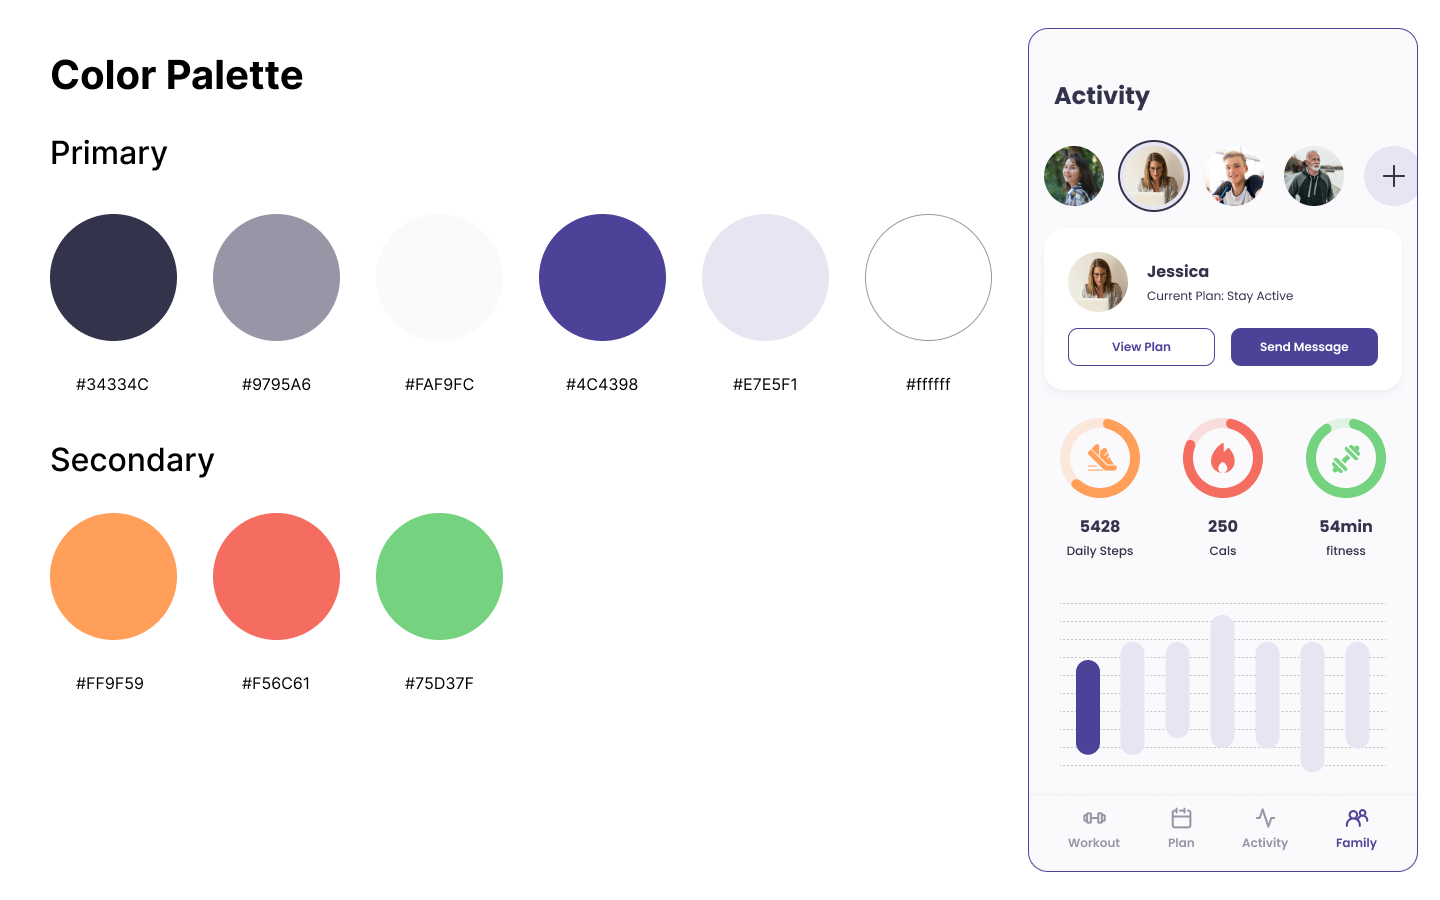 Color Palette
Primary
#34334C
#9795A6
#FAF9FC
#4C4398
#E7E5F1
#ffffff
Secondary
#FF9F59
#F56C61
#75D37F
Activity
Jessica
Current Plan: Stay Active
View Plan
Send Message
5428
Daily Steps
250
Cals
54min
fitness
Workout
Plan
Activity
Family